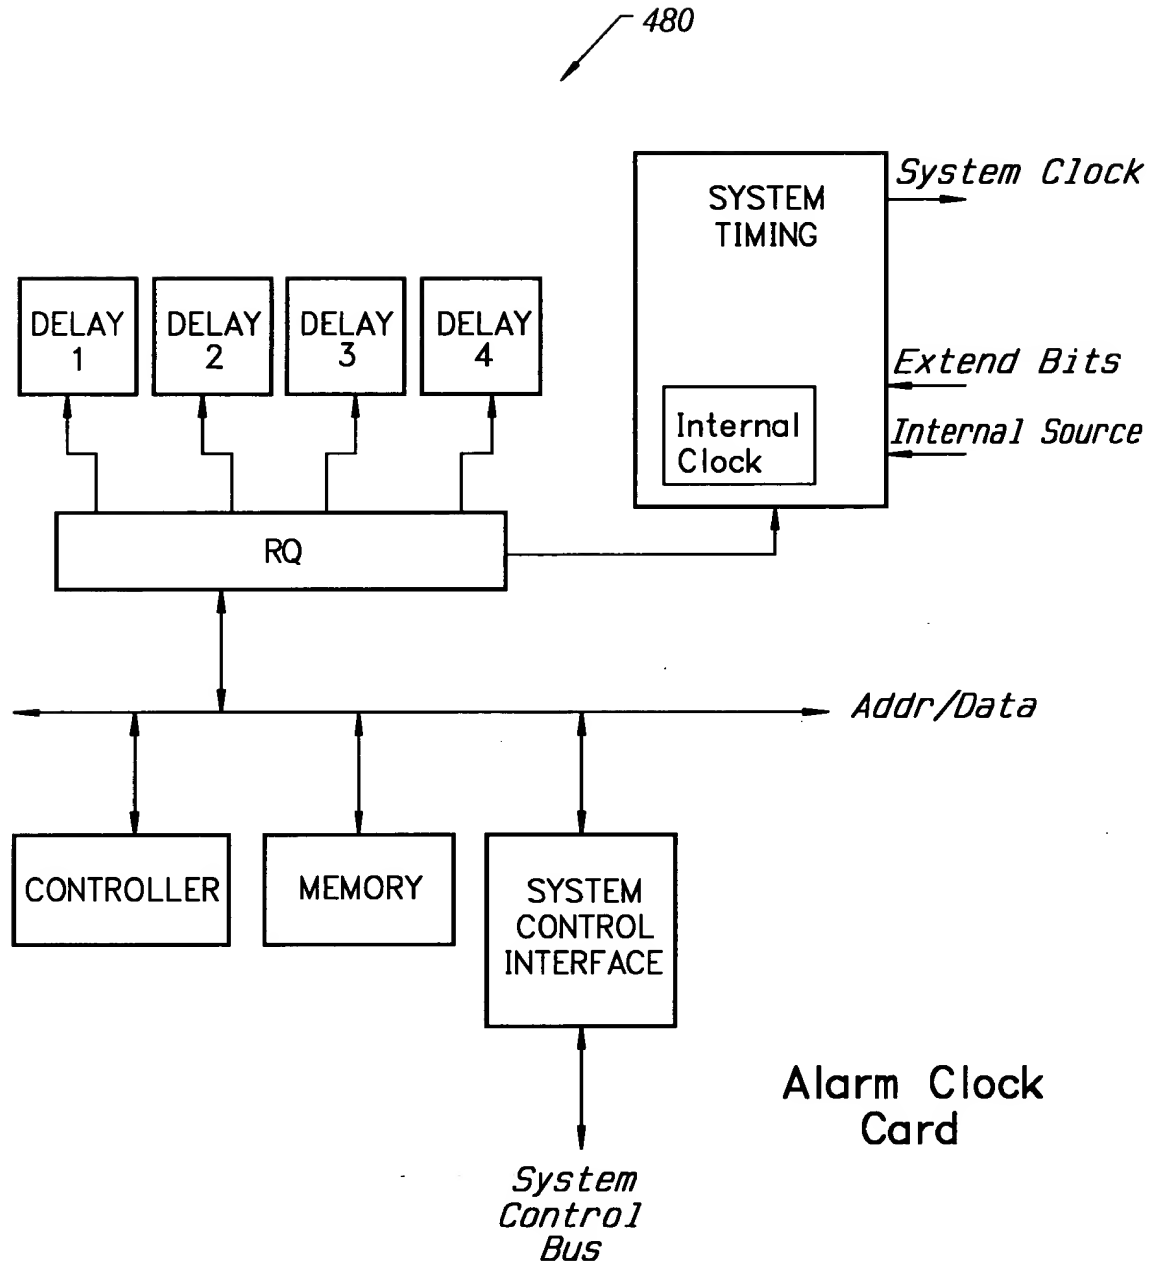 480
SYSTEM
TIMING
System Clock
Extend Bits
Internal Source
Internal
Clock
DELAY
1
DELAY
2
DELAY
3
DELAY
4
RQ
Addr/Data
CONTROLLER
MEMORY
SYSTEM
CONTROL
INTERFACE
System
Control
Bus
Alarm Clock
Card